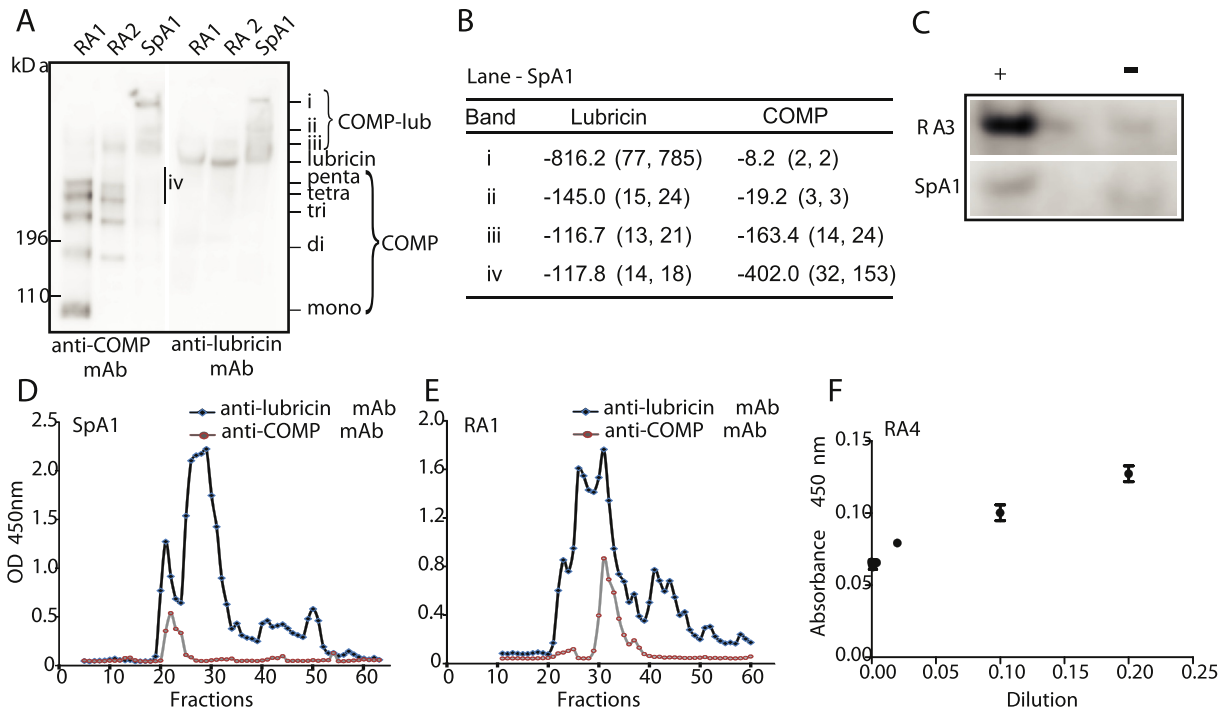 A
RA1 RA2 SpA1 RA1 RA 2 SpA1
kD a
i
ii
COMP-lub
iii
lubricin
penta
iv
tetra
tri
196
di
COMP
110
mono
anti-COMP mAb
anti-lubricin mAb
B
Lane - SpA1
Band Lubricin COMP
i -816.2 (77, 785) -8.2 (2, 2)
ii -145.0 (15, 24) -19.2 (3, 3)
iii -116.7 (13, 21) -163.4 (14, 24)
iv -117.8 (14, 18) -402.0 (32, 153)
C
+ -
R A3
SpA1
D
SpA1
anti-lubricin mAb
anti-COMP mAb
OD 450nm
2.5
2.0
1.5
1.0
0.5
0
0 10 20 30 40 50 60
Fractions
E
RA1
anti-lubricin mAb
anti-COMP mAb
2.0
1.6
1.2
0.8
0.4
0
0 10 20 30 40 50 60
Fractions
F
RA4
Absorbance 450 nm
0.15
0.10
0.05
0.00
0.00 0.05 0.10 0.15 0.20 0.25
Dilution